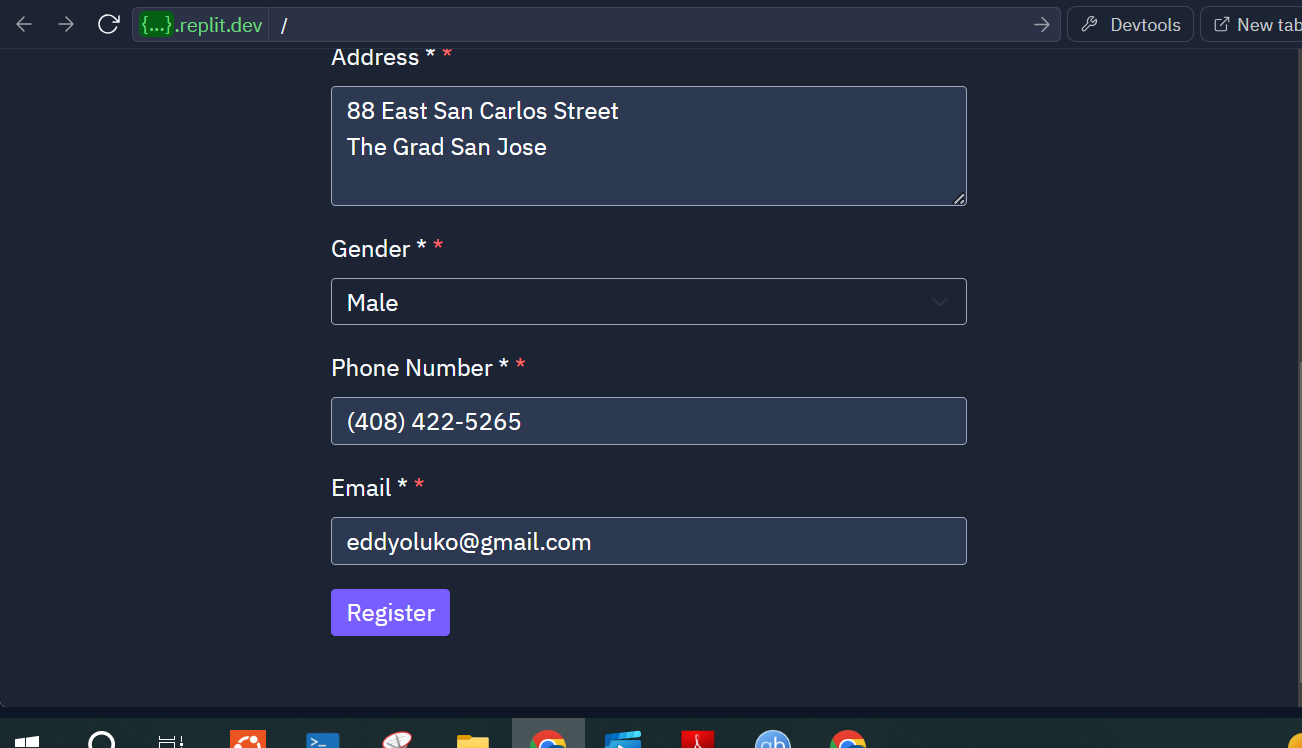 {...}.replit.dev /
Devtools
New tab
Address * *
88 East San Carlos Street
The Grad San Jose
Gender * *
Male
Phone Number * *
(408) 422-5265
Email * *
eddyoluko@gmail.com
Register
>_
qb